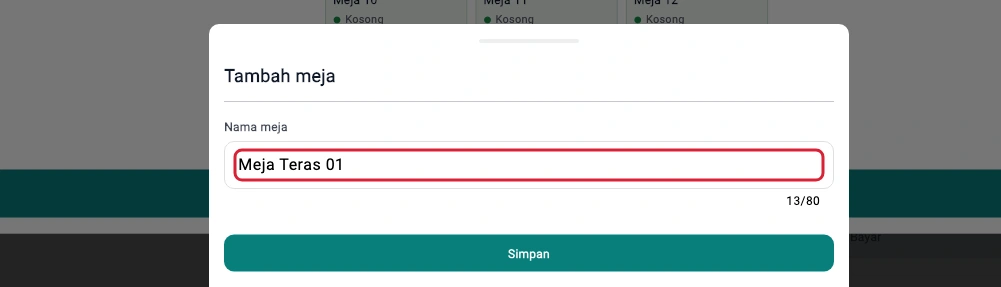 Meja 10 Meja 11 Meja 12
Kosong Kosong Kosong
Tambah meja
Nama meja
Meja Teras 01
13/80
Bayar
Simpan